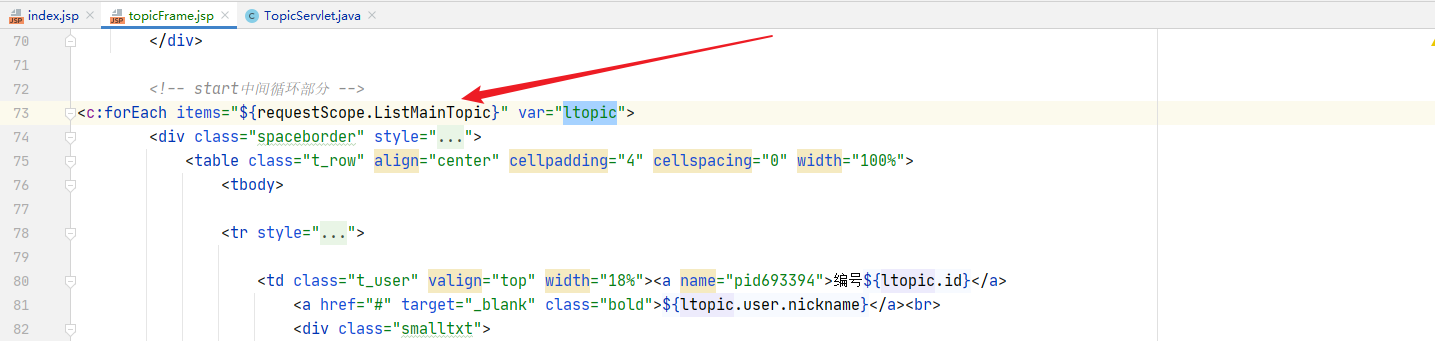 index.jsp topicFrame.jsp TopicServlet.java
70 </div>
71
72 <!-- start中间循环部分 -->
73 <c:forEach items="${requestScope.ListMainTopic}" var="ltopic">
74 <div class="spaceborder" style="...">
75 <table class="t_row" align="center" cellpadding="4" cellspacing="0" width="100%">
76 <tbody>
77
78 <tr style="...">
79
80 <td class="t_user" valign="top" width="18%"><a name="pid693394">编号${ltopic.id}</a>
81 <a href="#" target="_blank" class="bold">${ltopic.user.nickname}</a><br>
82 <div class="smalltxt">